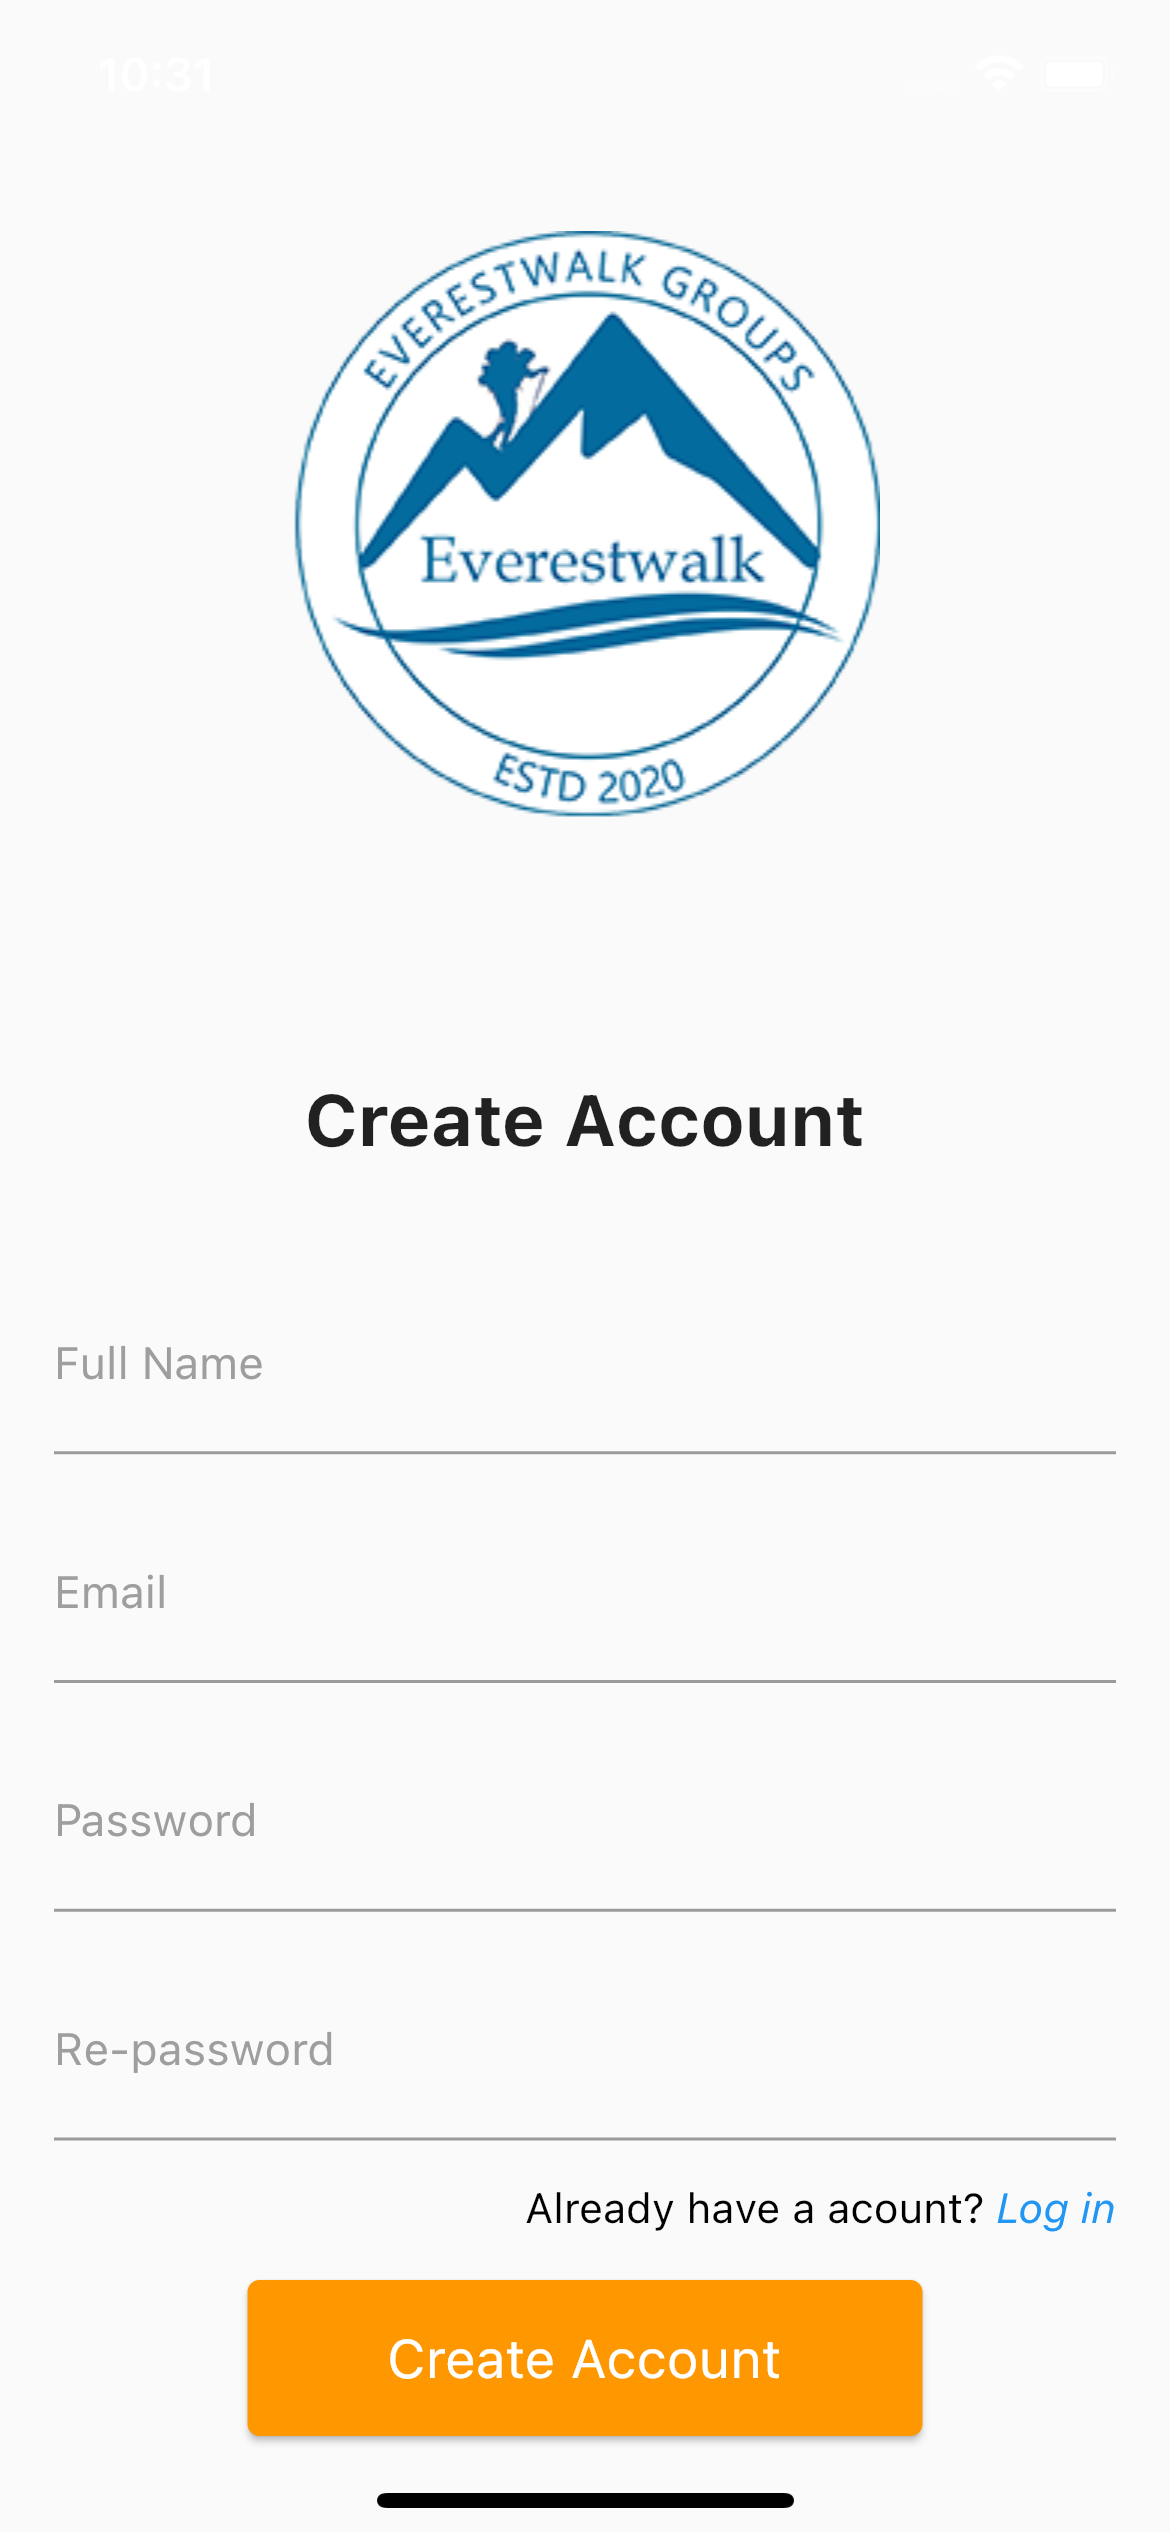 10:31
EVERESTWALK GROUPS
Everestwalk
ESTD 2020
Create Account
Full Name
Email
Password
Re-password
Already have a acount? Log in
Create Account